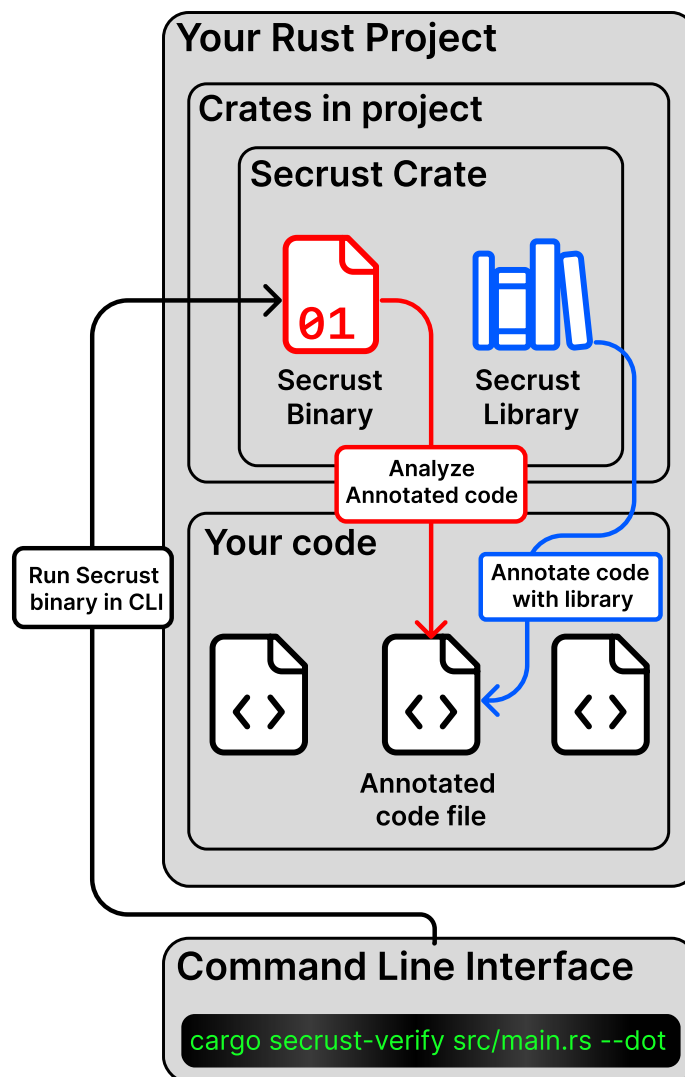 Your Rust Project
Crates in project
Secrust Crate
01
Secrust
Binary
Secrust
Library
Analyze
Annotated code
Your code
Run Secrust
binary in CLI
Annotate code
with library
Annotated
code file
Command Line Interface
cargo secrust-verify src/main.rs --dot